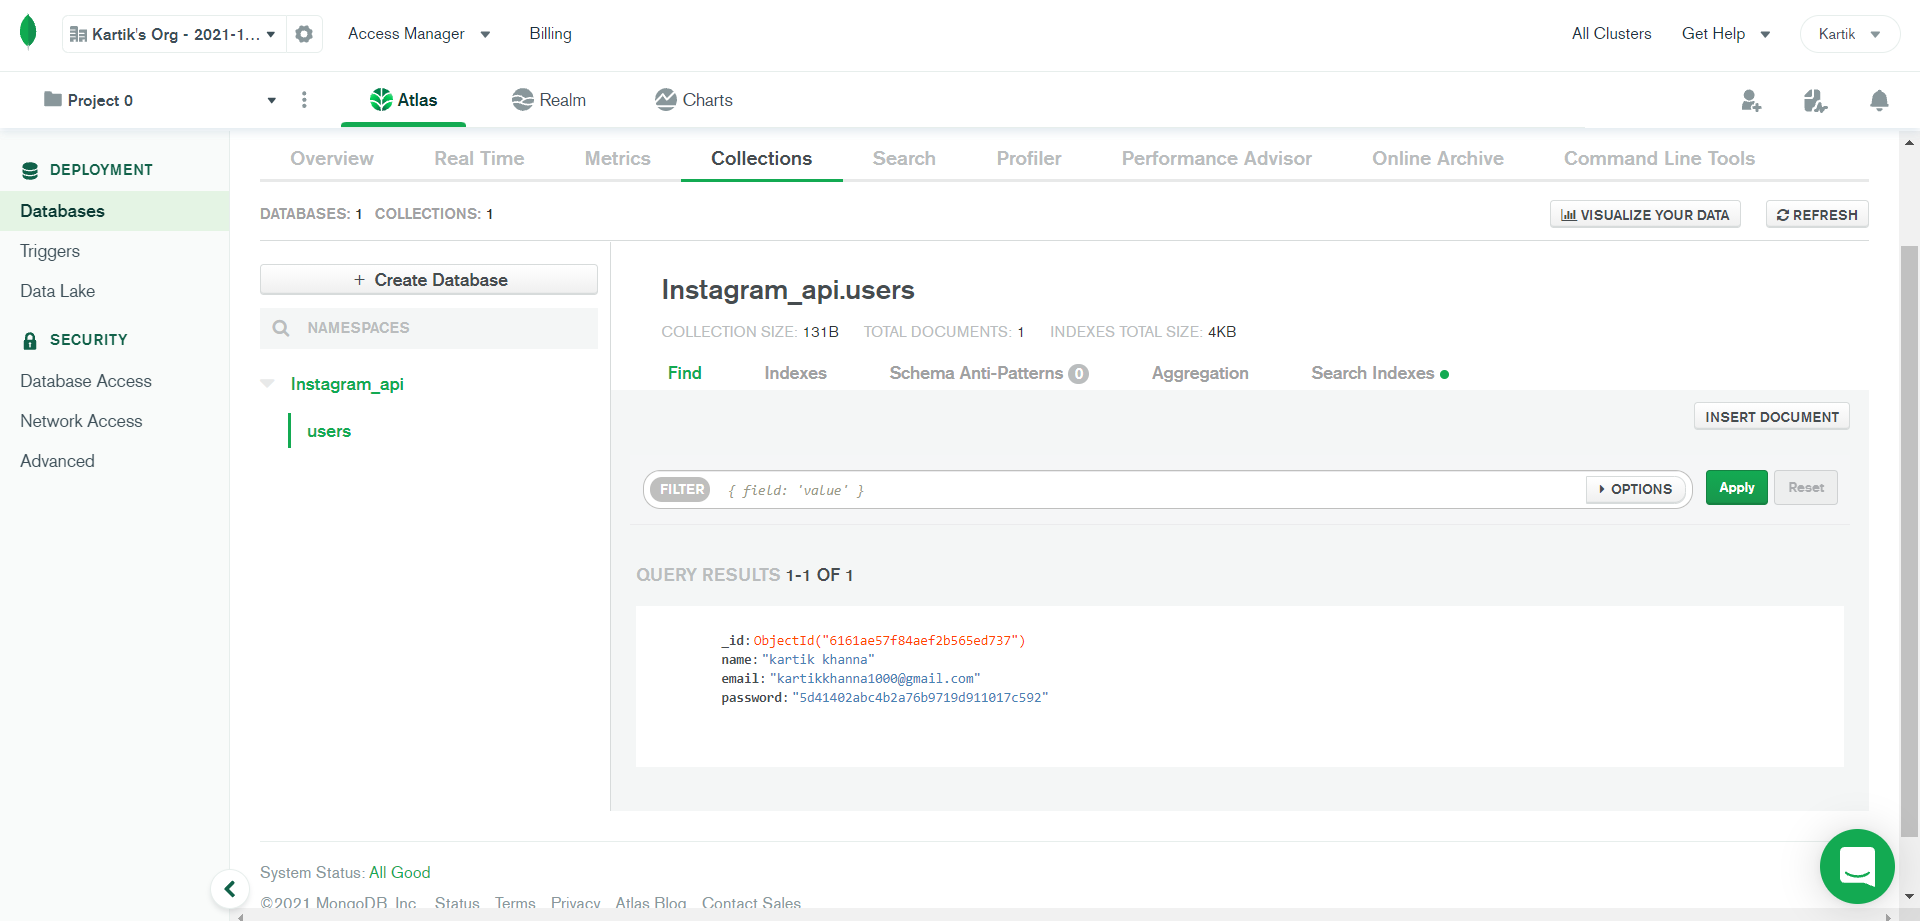 Kartik's Org - 2021-1... Access Manager Billing All Clusters Get Help Kartik
Project 0 Atlas Realm Charts
DEPLOYMENT
Databases
Triggers
Data Lake
SECURITY
Database Access
Network Access
Advanced
Overview Real Time Metrics Collections Search Profiler Performance Advisor Online Archive Command Line Tools
DATABASES: 1 COLLECTIONS: 1 VISUALIZE YOUR DATA REFRESH
+ Create Database
NAMESPACES
Instagram_api
users
Instagram_api.users
COLLECTION SIZE: 131B TOTAL DOCUMENTS: 1 INDEXES TOTAL SIZE: 4KB
Find Indexes Schema Anti-Patterns 0 Aggregation Search Indexes
INSERT DOCUMENT
FILTER { field: 'value' } OPTIONS Apply Reset
QUERY RESULTS 1-1 OF 1
_id: ObjectId("6161ae57f84aef2b565ed737")
name: "kartik khanna"
email: "kartikkhanna1000@gmail.com"
password: "5d41402abc4b2a76b9719d911017c592"
System Status: All Good
©2021 MongoDB, Inc. Status Terms Privacy Atlas Blog Contact Sales